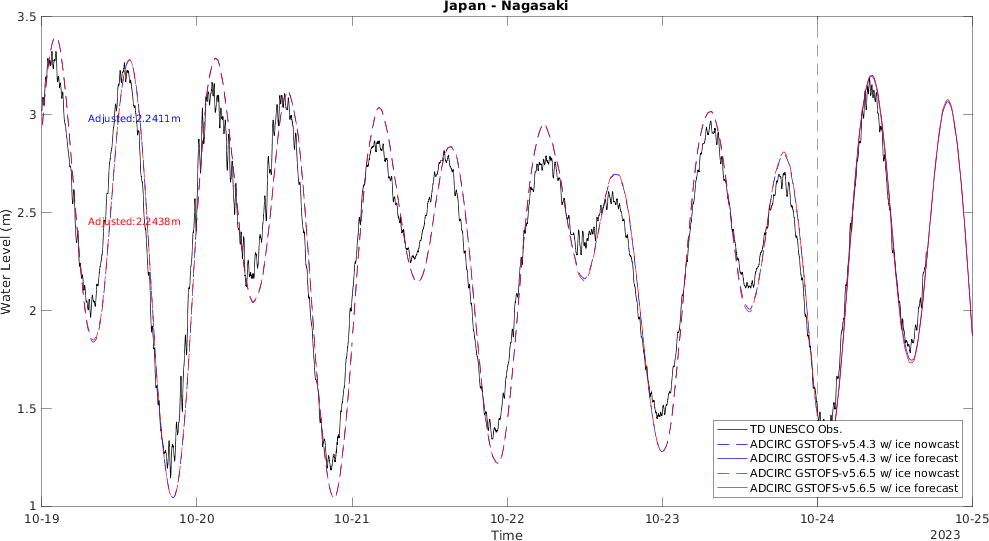 Japan - Nagasaki
3.5
3
2.5
2
1.5
1
Water Level (m)
Adjusted:2.2411m
Adjusted:2.2438m
TD UNESCO Obs.
ADCIRC GSTOFS-v5.4.3 w/ ice nowcast
ADCIRC GSTOFS-v5.4.3 w/ ice forecast
ADCIRC GSTOFS-v5.6.5 w/ ice nowcast
ADCIRC GSTOFS-v5.6.5 w/ ice forecast
10-19 10-20 10-21 10-22 10-23 10-24 10-25
Time
2023